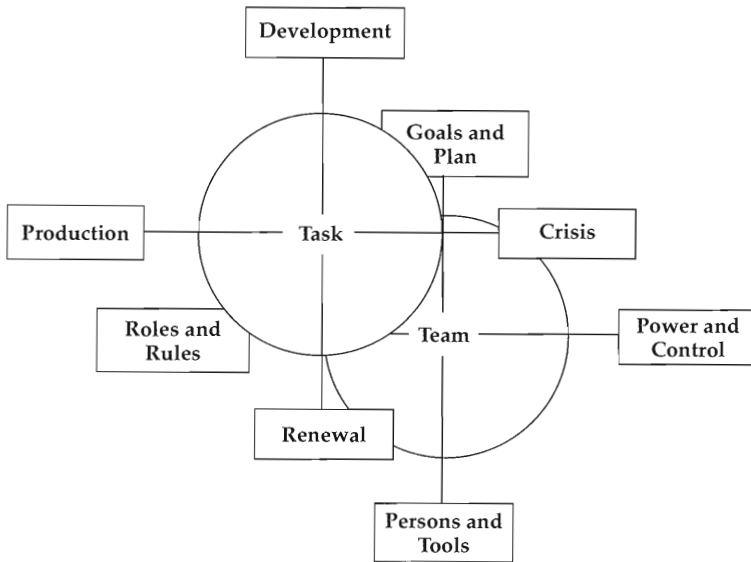 Development
Goals and
Plan
Production
Task
Crisis
Roles and
Rules
Team
Power and
Control
Renewal
Persons and
Tools